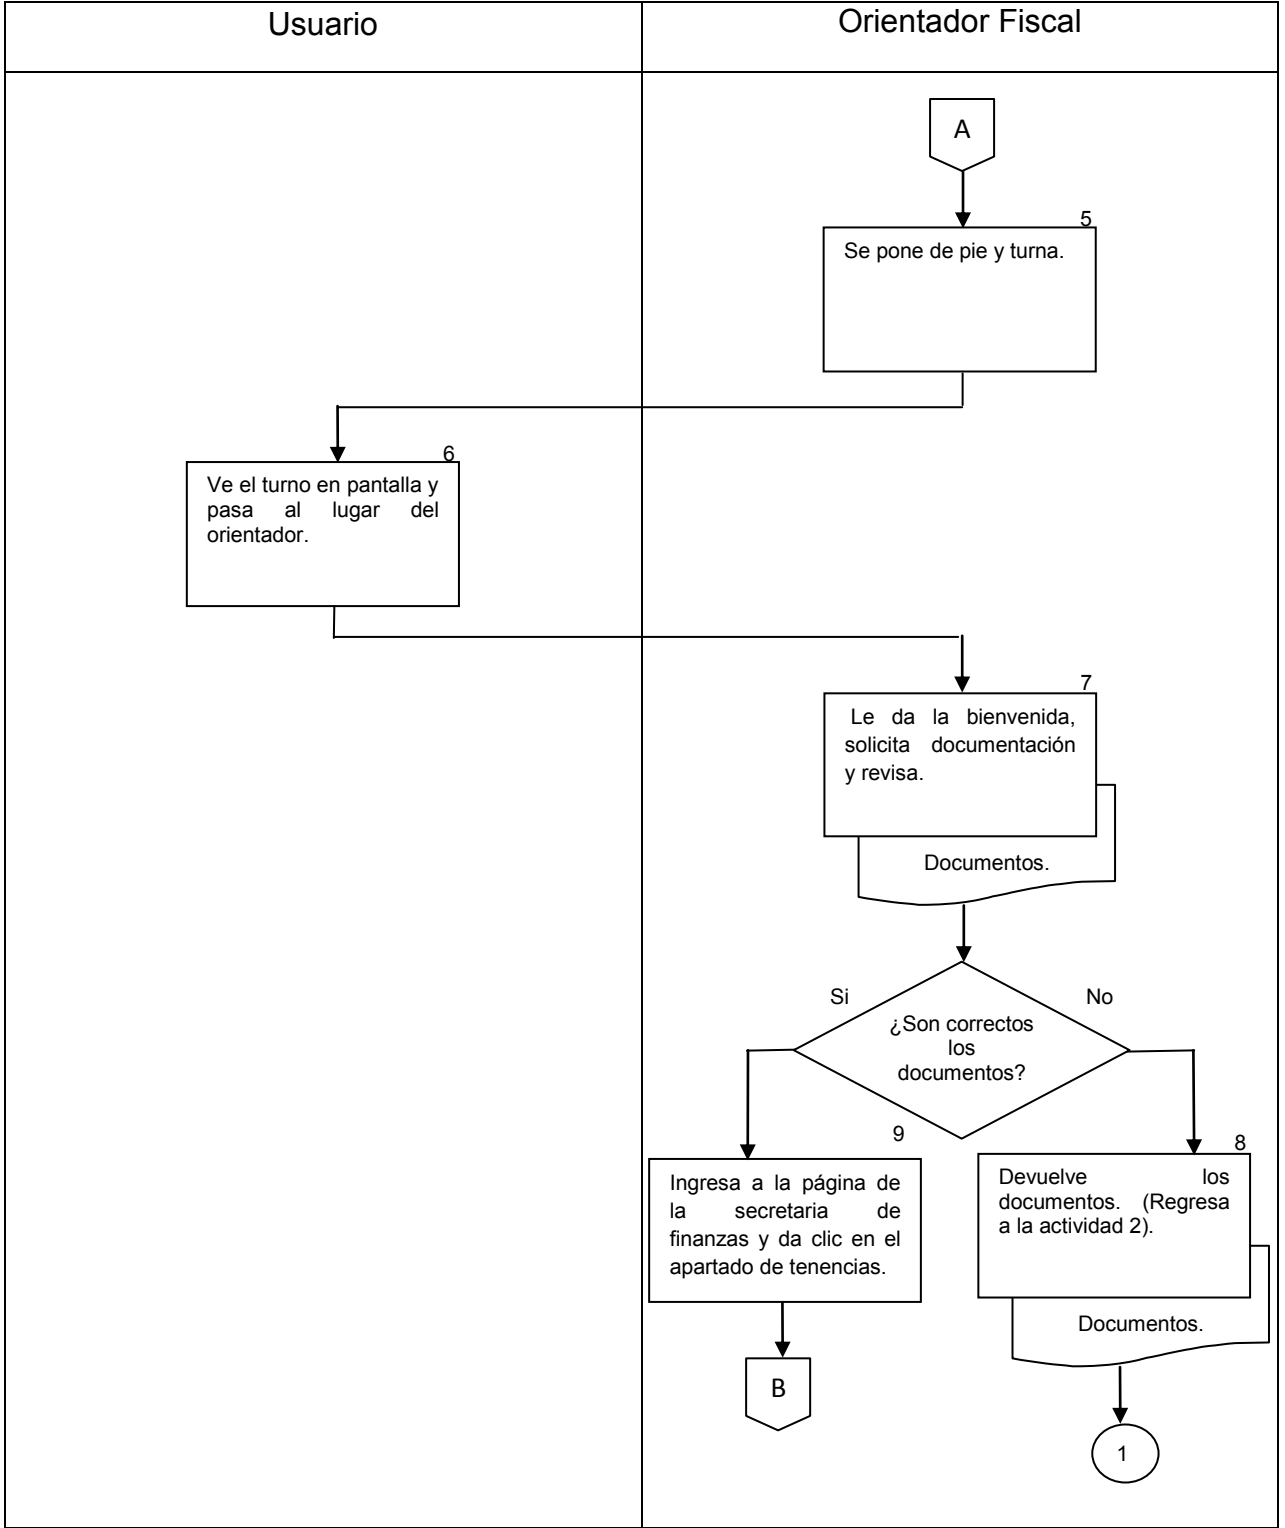 Usuario
Orientador Fiscal
A
5
Se pone de pie y turna.
6
Ve el turno en pantalla y
pasa al lugar del
orientador.
7
Le da la bienvenida,
solicita documentación
y revisa.
Documentos.
Si
No
¿Son correctos
los
documentos?
9
Ingresa a la página de
la secretaria de
finanzas y da clic en el
apartado de tenencias.
B
8
Devuelve los
documentos. (Regresa
a la actividad 2).
Documentos.
1